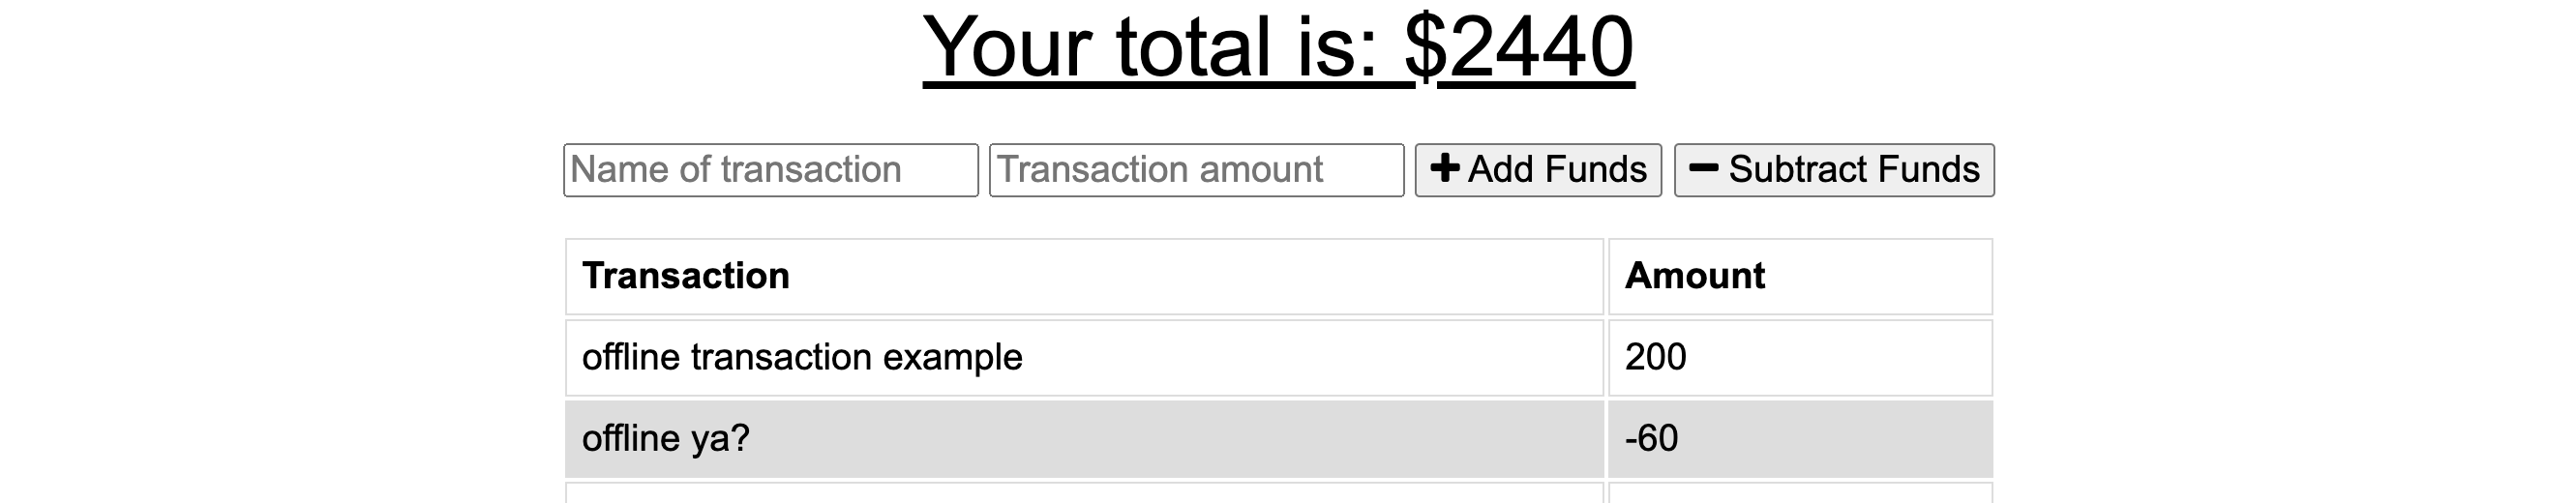 Your total is: $2440
Name of transaction Transaction amount Add Funds Subtract Funds
Transaction Amount
offline transaction example 200
offline ya? -60